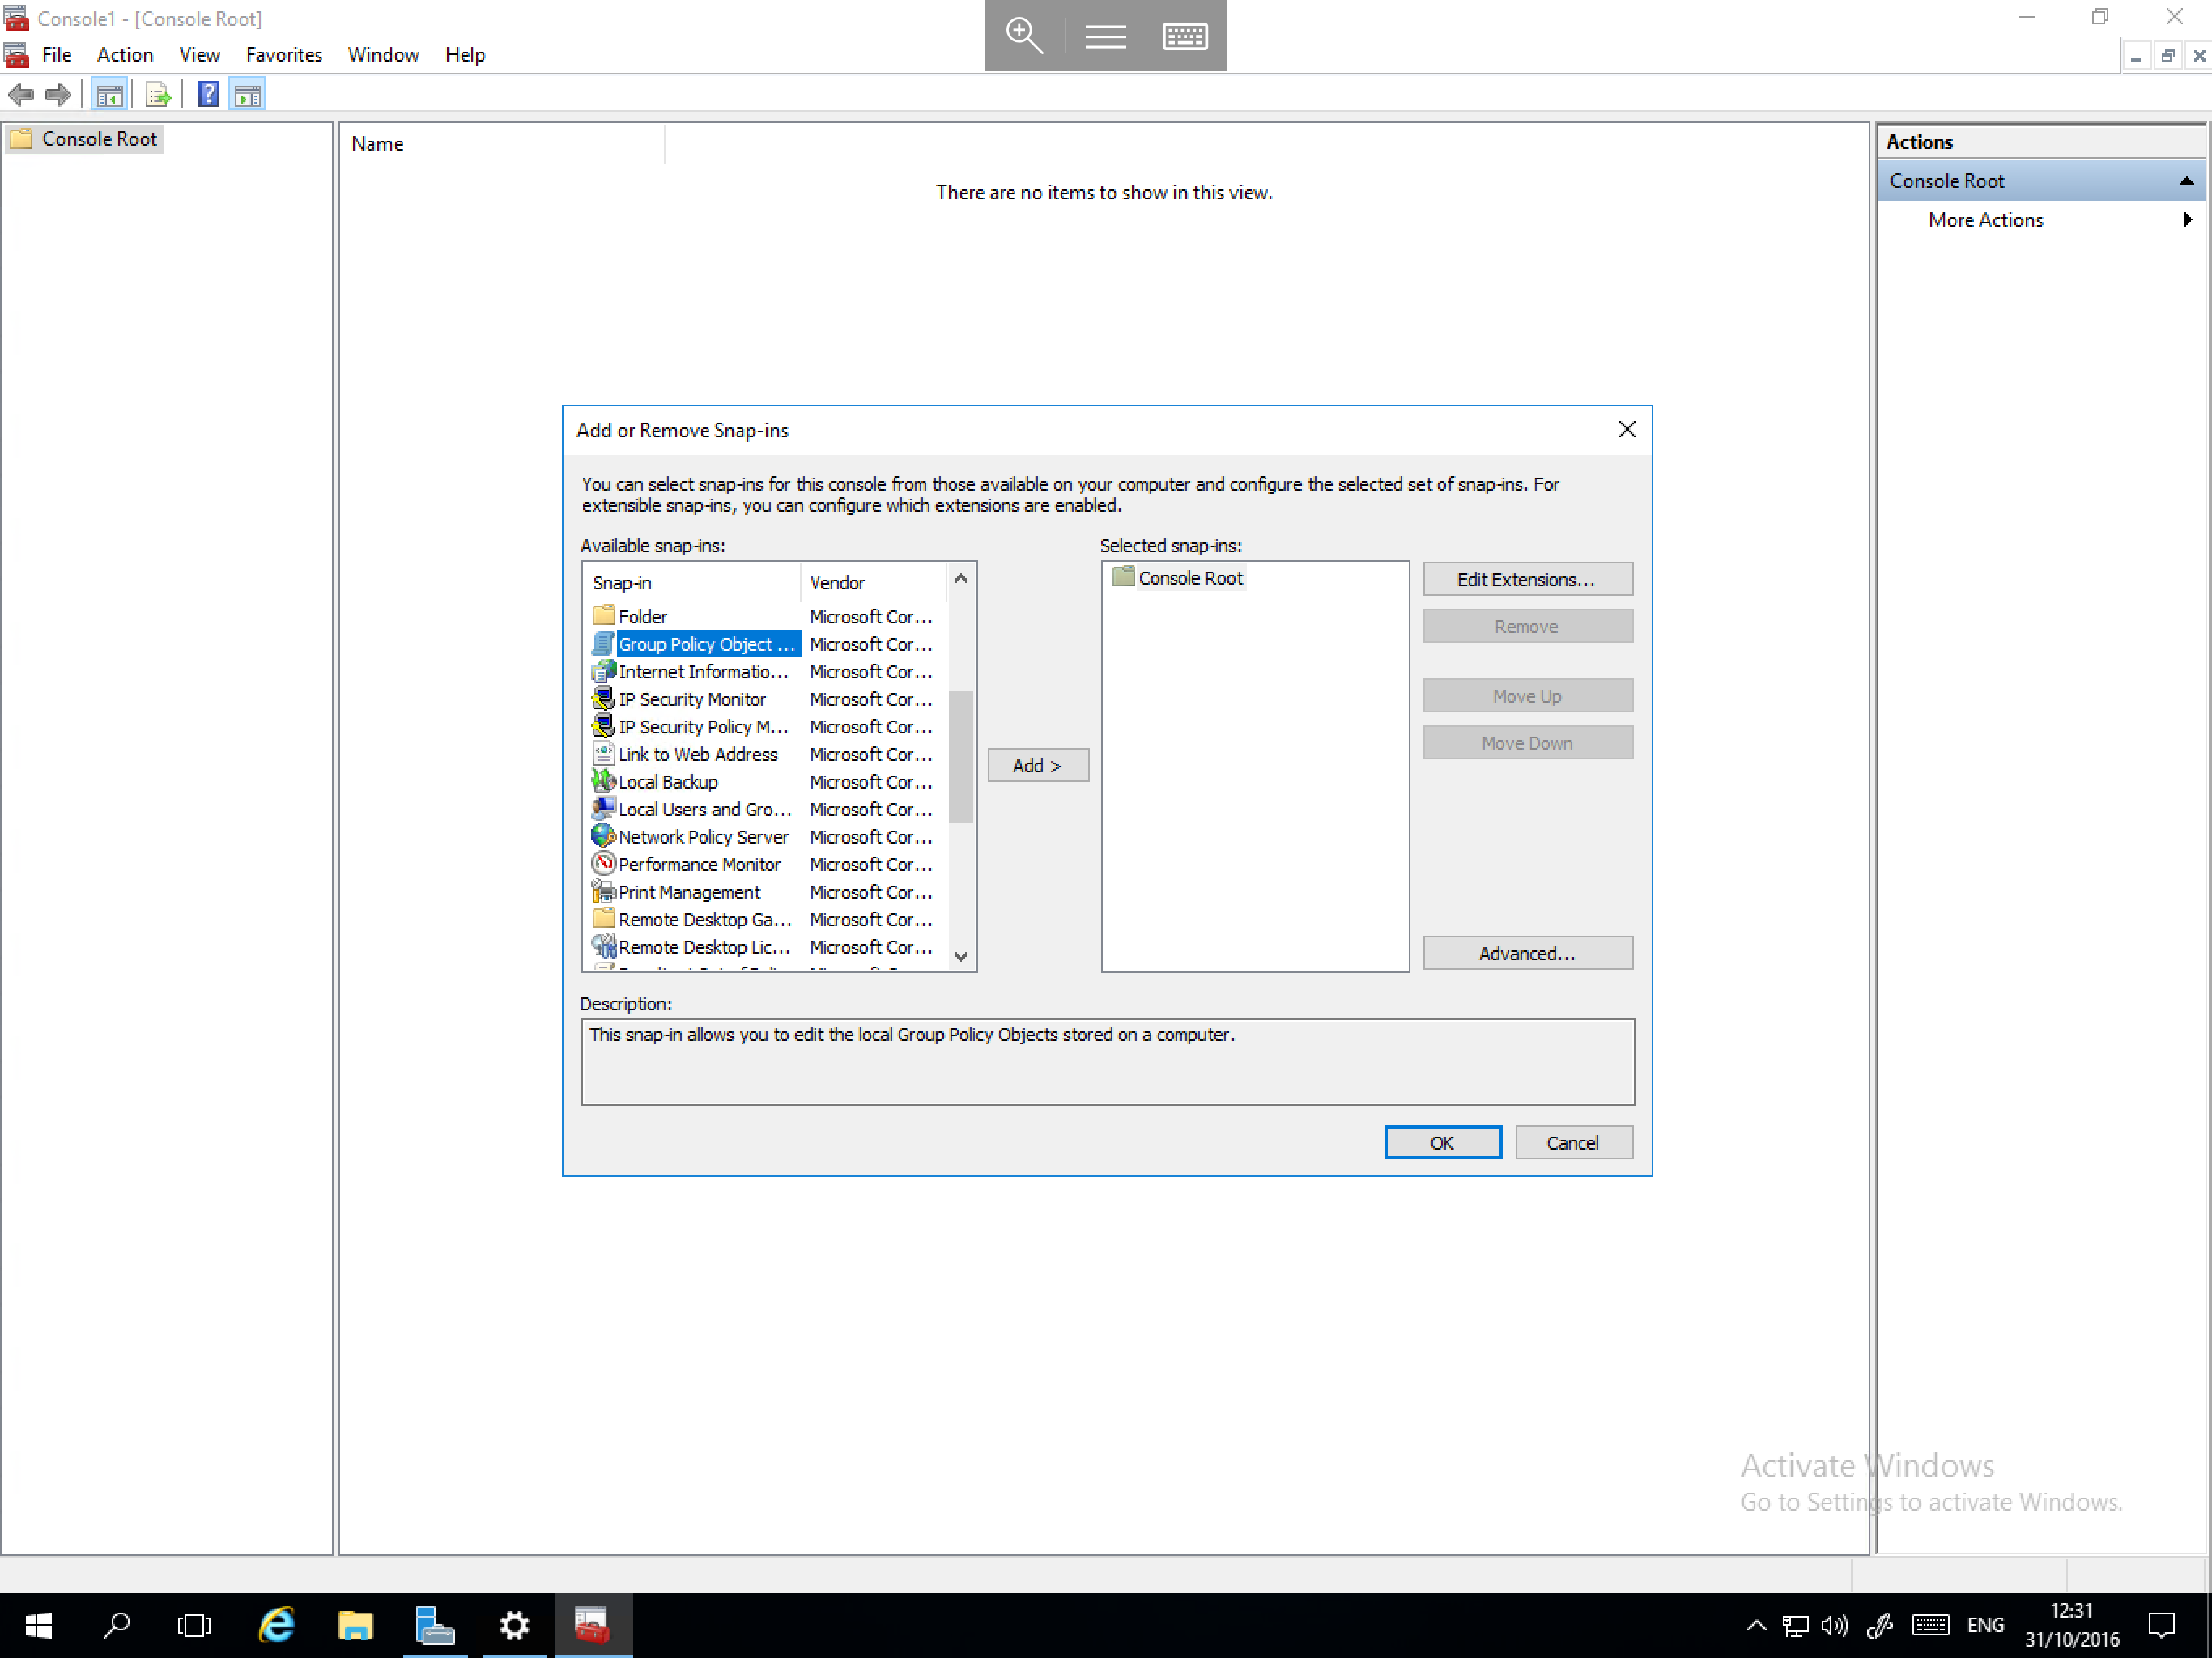 Console1 - [Console Root]
File Action View Favorites Window Help
Console Root
Name
There are no items to show in this view.
Actions
Console Root
More Actions
Add or Remove Snap-ins
You can select snap-ins for this console from those available on your computer and configure the selected set of snap-ins. For
extensible snap-ins, you can configure which extensions are enabled.
Available snap-ins:
Snap-in Vendor
Folder Microsoft Cor...
Group Policy Object ... Microsoft Cor...
Internet Informatio... Microsoft Cor...
IP Security Monitor Microsoft Cor...
IP Security Policy M... Microsoft Cor...
Link to Web Address Microsoft Cor...
Local Backup Microsoft Cor...
Local Users and Gro... Microsoft Cor...
Network Policy Server Microsoft Cor...
Performance Monitor Microsoft Cor...
Print Management Microsoft Cor...
Remote Desktop Ga... Microsoft Cor...
Remote Desktop Lic... Microsoft Cor...
Add >
Selected snap-ins:
Console Root
Edit Extensions...
Remove
Move Up
Move Down
Advanced...
Description:
This snap-in allows you to edit the local Group Policy Objects stored on a computer.
OK
Cancel
Activate Windows
Go to Settings to activate Windows.
ENG
12:31
31/10/2016